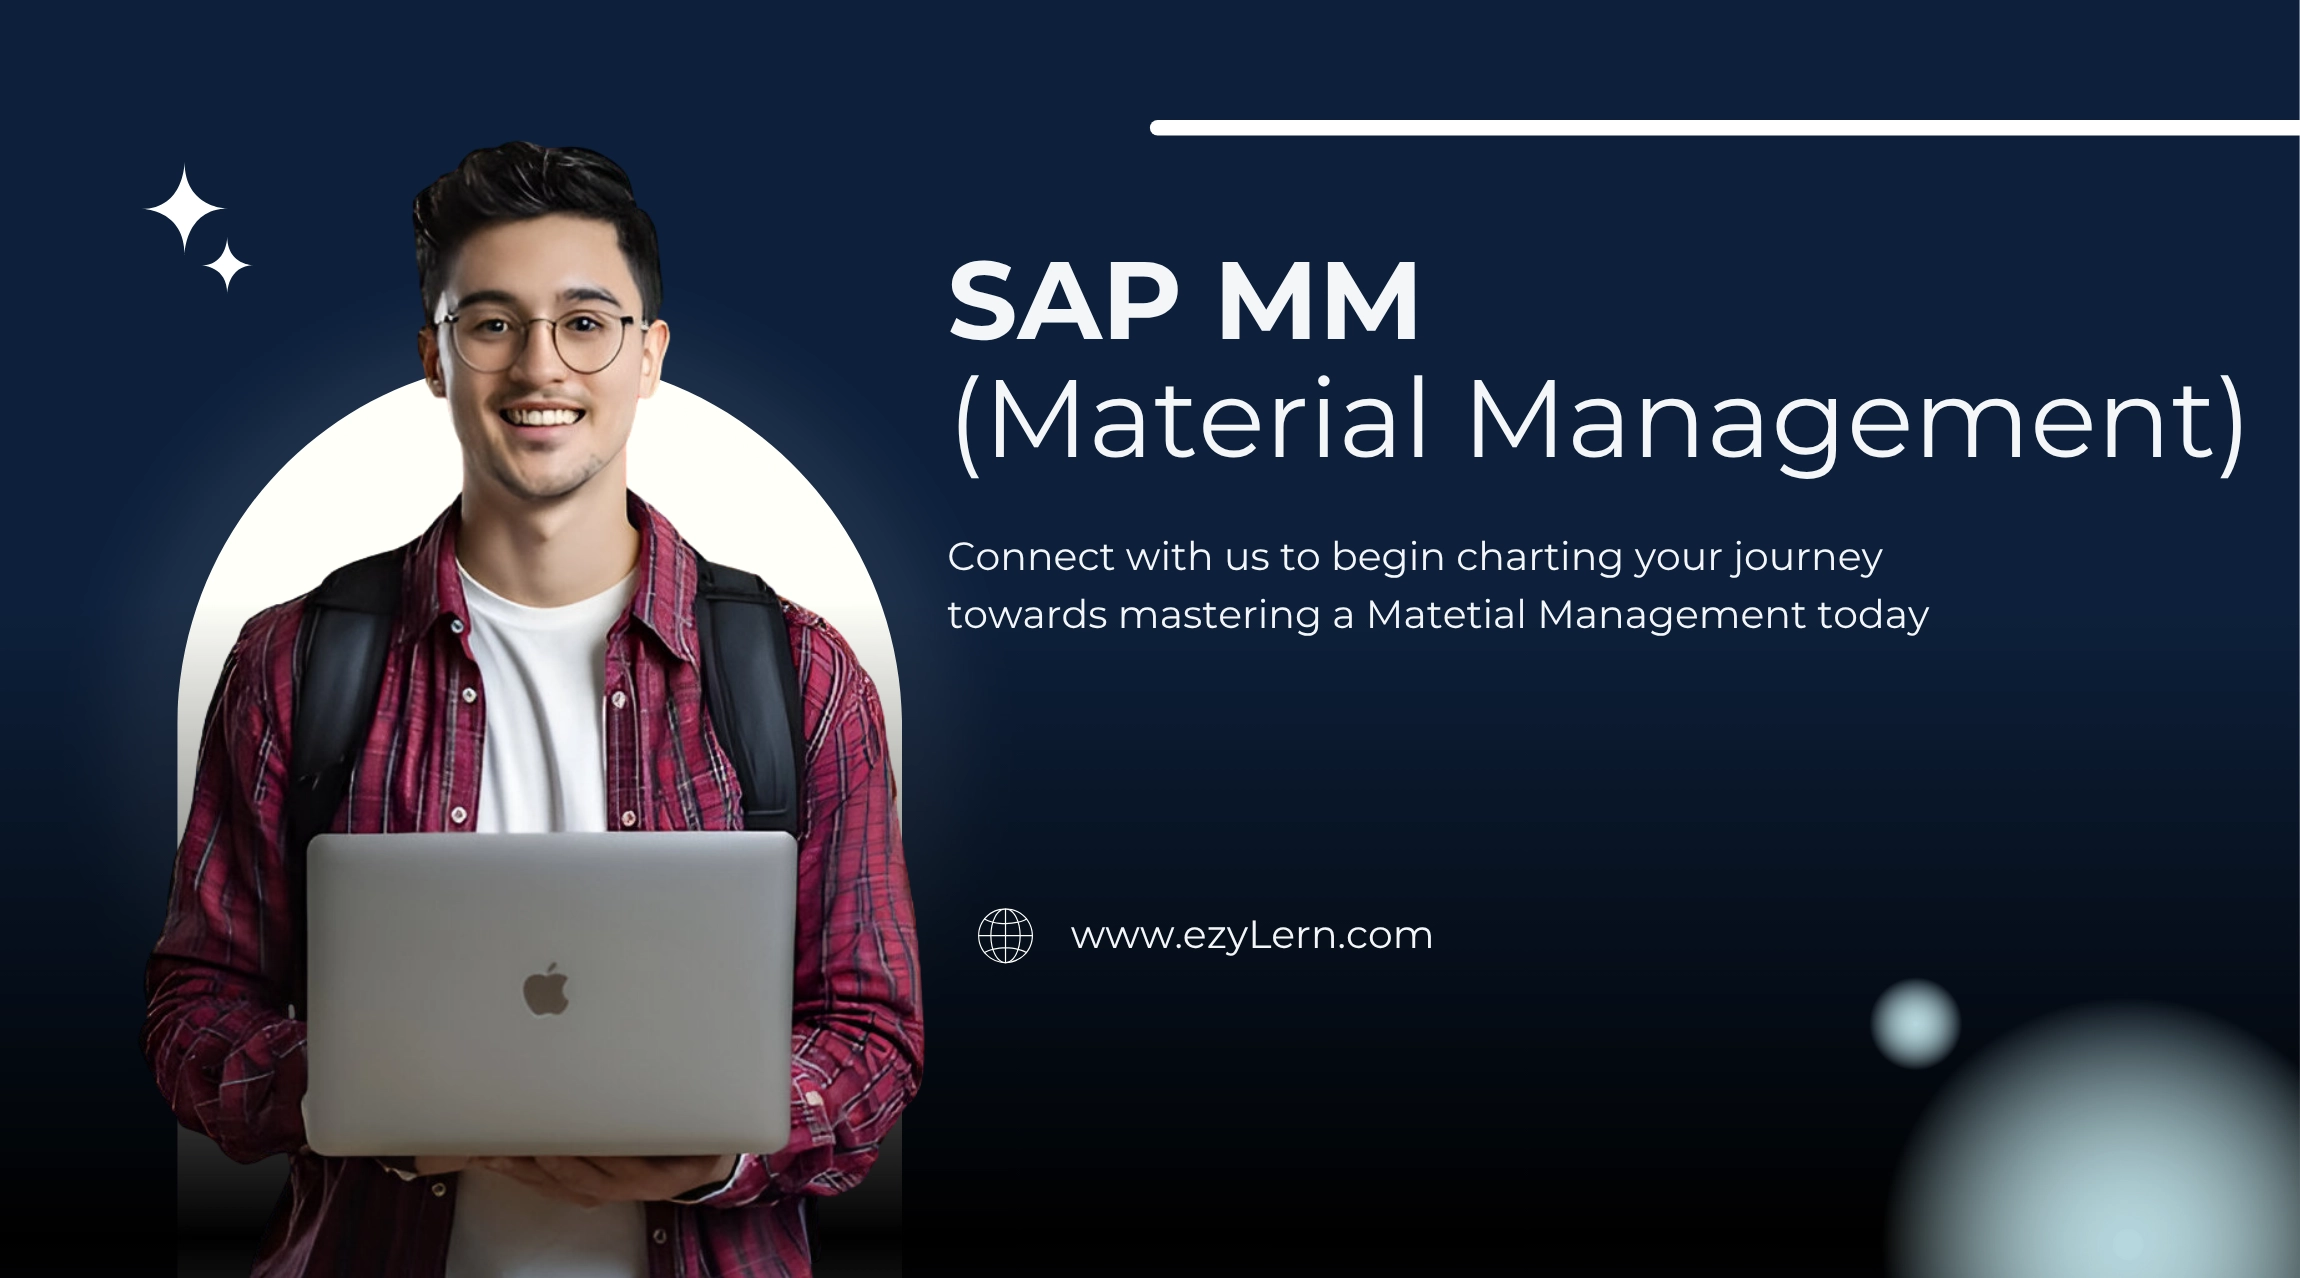 SAP MM
(Material Management)
Connect with us to begin charting your journey
towards mastering a Matetial Management today
www.ezyLern.com